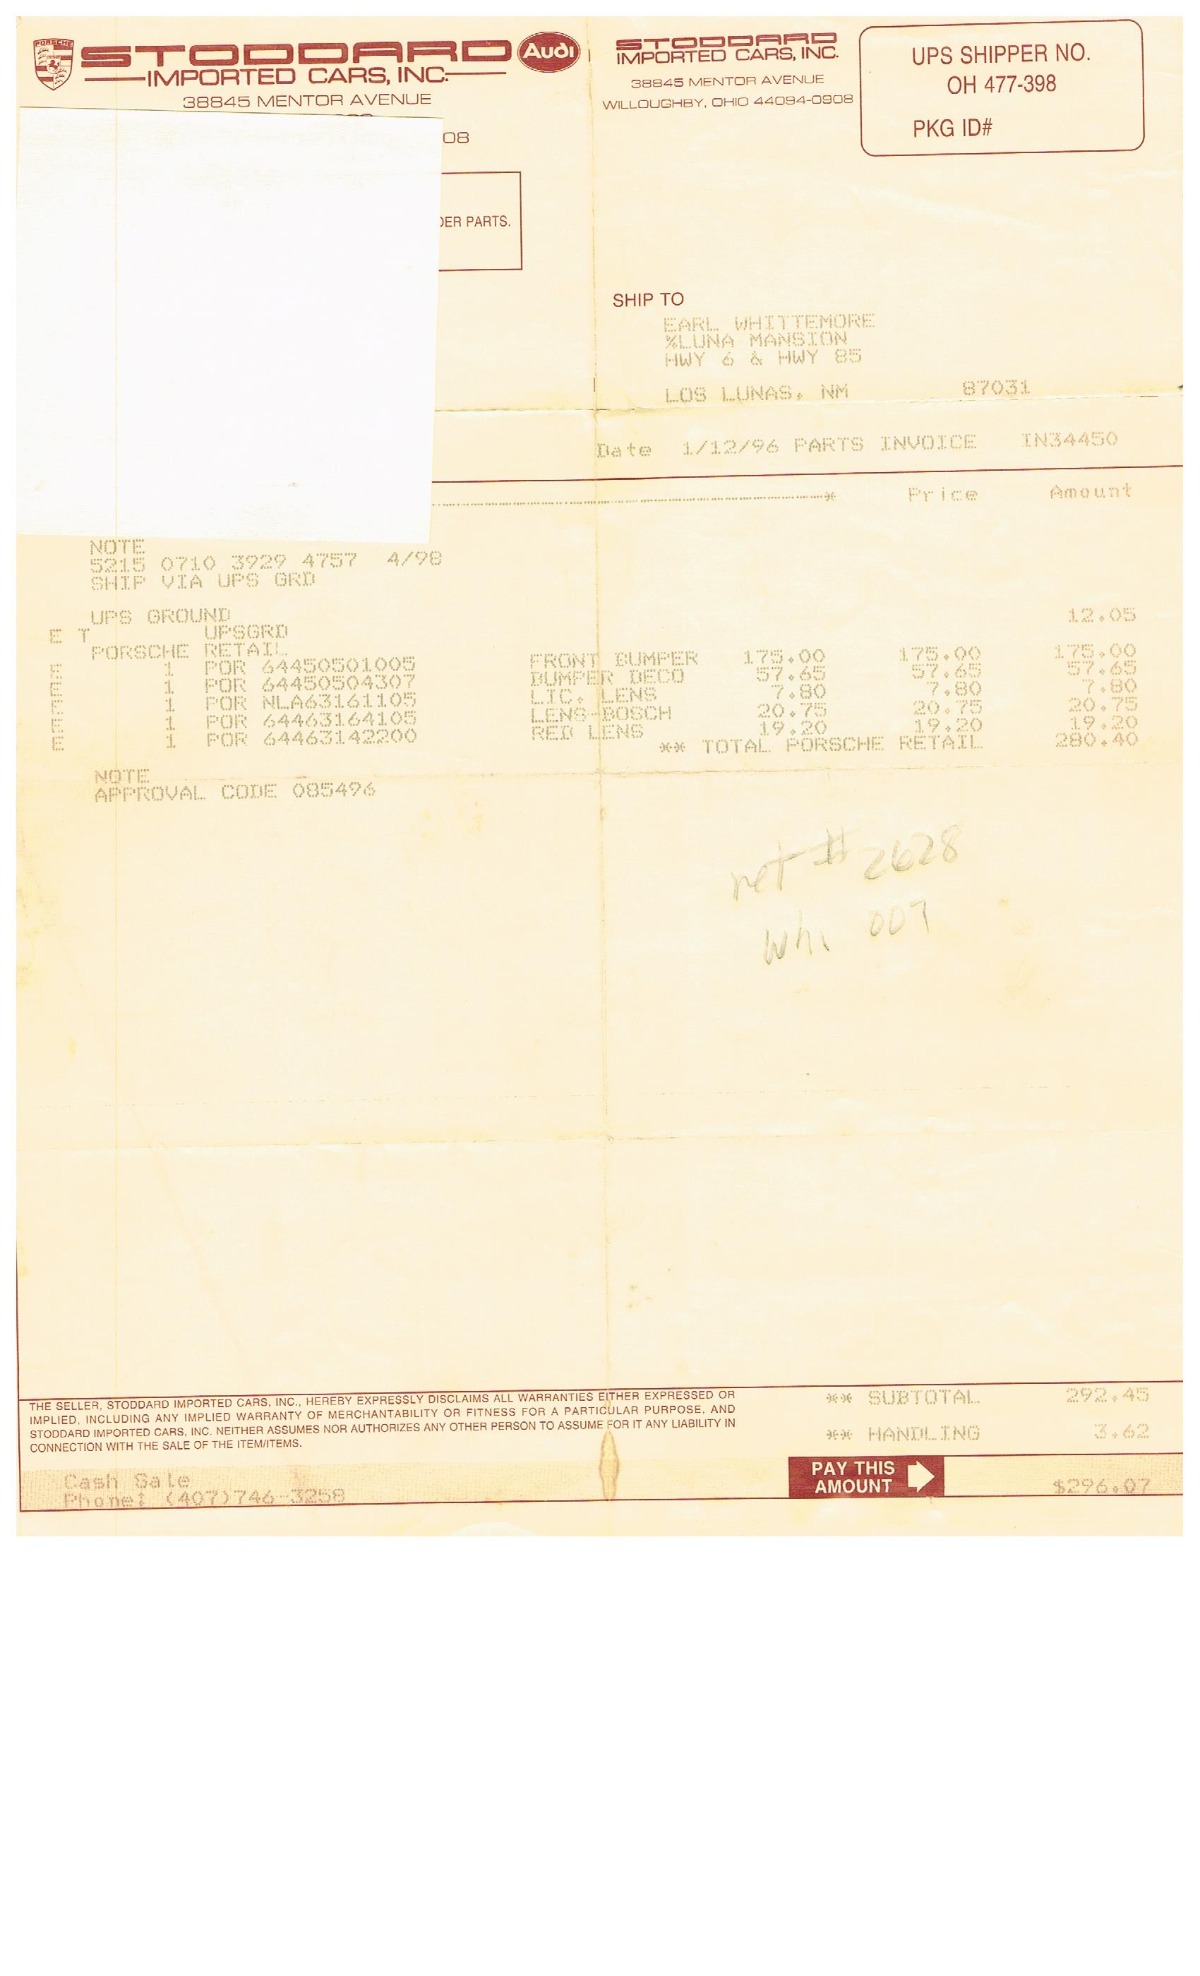 PORSCHE
STODDARD
IMPORTED CARS, INC.
38845 MENTOR AVENUE
08
Audi
DER PARTS.
STODDARD
IMPORTED CARS, INC.
38845 MENTOR AVENUE
WILLOUGHBY, OHIO 44094-0908
UPS SHIPPER NO.
OH 477-398
PKG ID#
SHIP TO
EARL WHITTEMORE
%LUNA MANSION
HWY 6 & HWY 85
LOS LUNAS, NM 87031
Date 1/12/96 PARTS INVOICE IN34450
* Price Amount
NOTE
5215 0710 3929 4757 4/98
SHIP VIA UPS GRD
UPS GROUND 12.05
E T UPSGRD
PORSCHE RETAIL
E 1 POR 64450501005 FRONT BUMPER 175.00 175.00 175.00
E 1 POR 64450504307 BUMPER DECO 57.65 57.65 57.65
E 1 POR NLA63161105 LIC. LENS 7.80 7.80 7.80
E 1 POR 64463164105 LENS-BOSCH 20.75 20.75 20.75
E 1 POR 64463142200 RED LENS 19.20 19.20 19.20
** TOTAL PORSCHE RETAIL 280.40
NOTE
APPROVAL CODE 085496
ret # 2628
whi 007
THE SELLER, STODDARD IMPORTED CARS, INC., HEREBY EXPRESSLY DISCLAIMS ALL WARRANTIES EITHER EXPRESSED OR
IMPLIED, INCLUDING ANY IMPLIED WARRANTY OF MERCHANTABILITY OR FITNESS FOR A PARTICULAR PURPOSE, AND
STODDARD IMPORTED CARS, INC. NEITHER ASSUMES NOR AUTHORIZES ANY OTHER PERSON TO ASSUME FOR IT ANY LIABILITY IN
CONNECTION WITH THE SALE OF THE ITEM/ITEMS.
** SUBTOTAL 292.45
** HANDLING 3.62
Cash Sale
Phone: (407)746-3258
PAY THIS
AMOUNT
$296.07